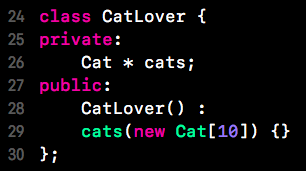 24 class CatLover {
25 private:
26     Cat * cats;
27 public:
28     CatLover() :
29     cats(new Cat[10]) {}
30 };